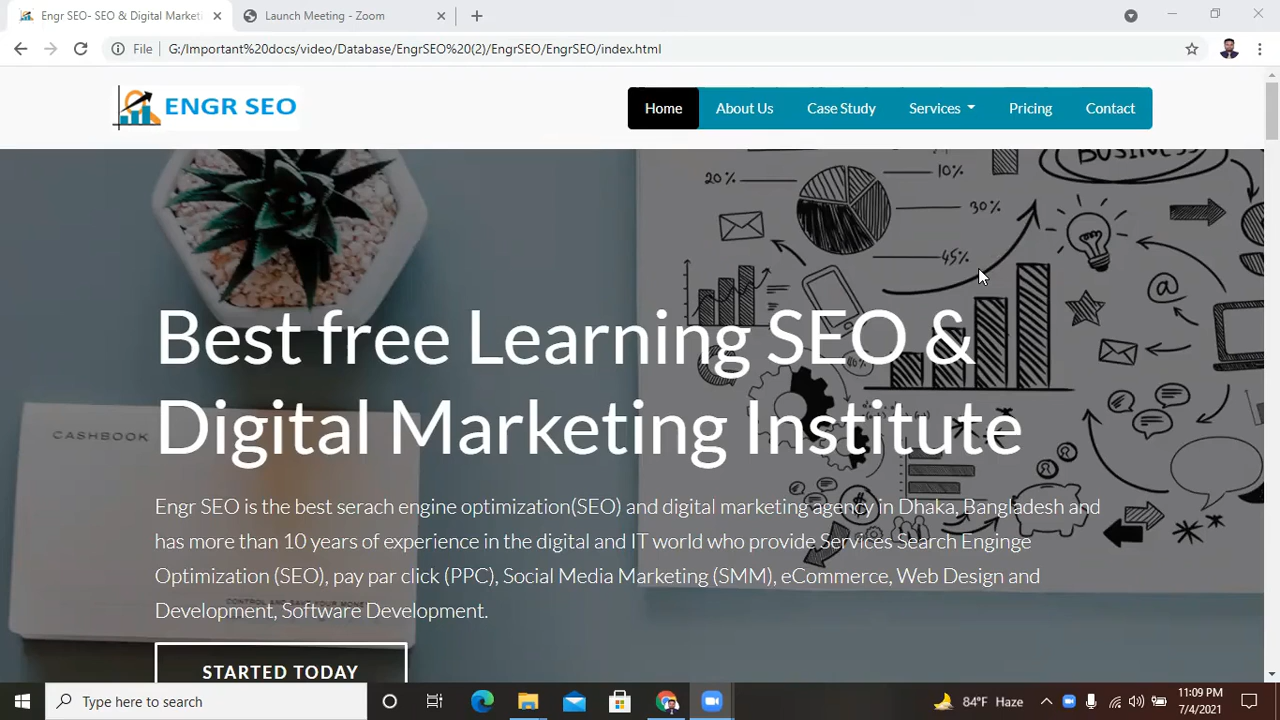 Engr SEO- SEO & Digital Marketi
Launch Meeting - Zoom
File
G:/Important%20docs/video/Database/EngrSEO%20(2)/EngrSEO/EngrSEO/index.html
ENGR SEO
Home
About Us
Case Study
Services
Pricing
Contact
BUSINESS
20%
10%
30%
45%
@
CASHBOOK
Best free Learning SEO &
Digital Marketing Institute
Engr SEO is the best serach engine optimization(SEO) and digital marketing agency in Dhaka, Bangladesh and
has more than 10 years of experience in the digital and IT world who provide Services Search Enginge
Optimization (SEO), pay par click (PPC), Social Media Marketing (SMM), eCommerce, Web Design and
Development, Software Development.
CONTROL AND SAVE YOUR MONEY
STARTED TODAY
Type here to search
84°F Haze
11:09 PM
7/4/2021